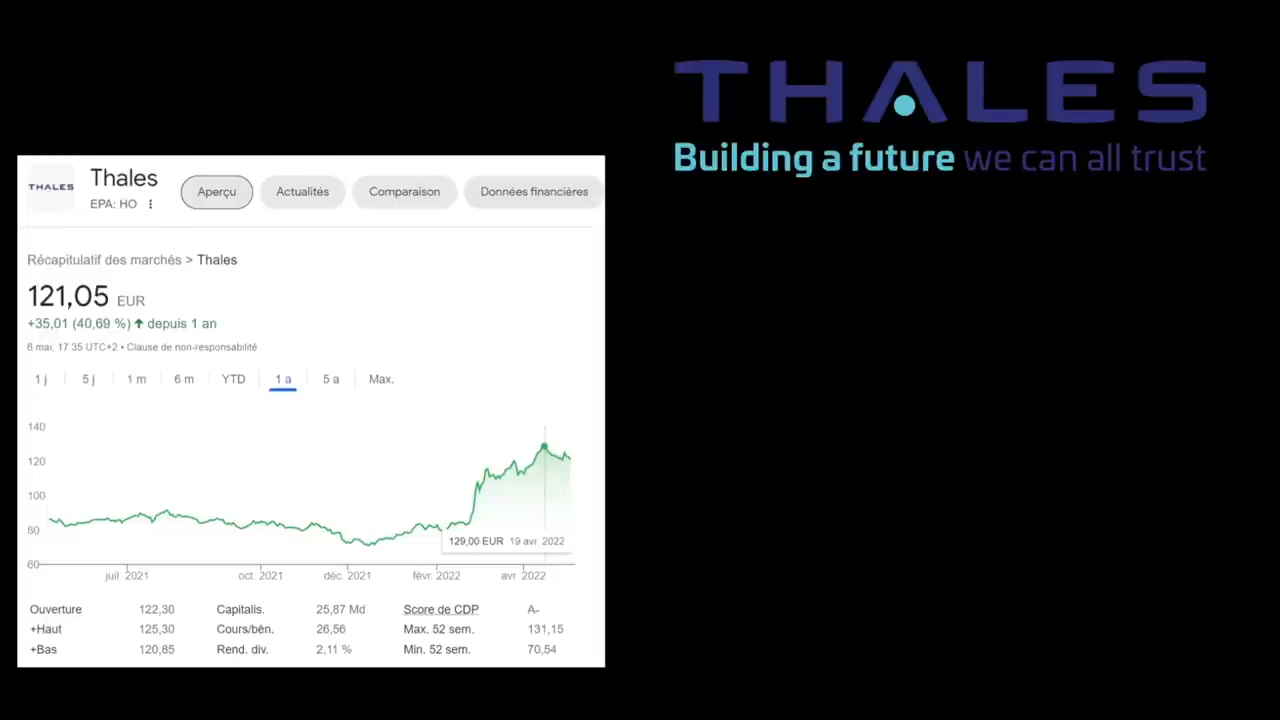 THALES
Building a future we can all trust
THALES
Thales
EPA: HO
Aperçu
Actualités
Comparaison
Données financières
Récapitulatif des marchés > Thales
121,05 EUR
+35,01 (40,69 %) ↑ depuis 1 an
6 mai, 17 35 UTC+2 • Clause de non-responsabilité
1 j 5 j 1 m 6 m YTD 1 a 5 a Max.
140
120
100
80
60
129,00 EUR 19 avr. 2022
juil. 2021 oct. 2021 déc. 2021 févr. 2022 avr. 2022
Ouverture 122,30 Capitalis. 25,87 Md Score de CDP A-
+Haut 125,30 Cours/bén. 26,56 Max. 52 sem. 131,15
+Bas 120,85 Rend. div. 2,11 % Min. 52 sem. 70,54